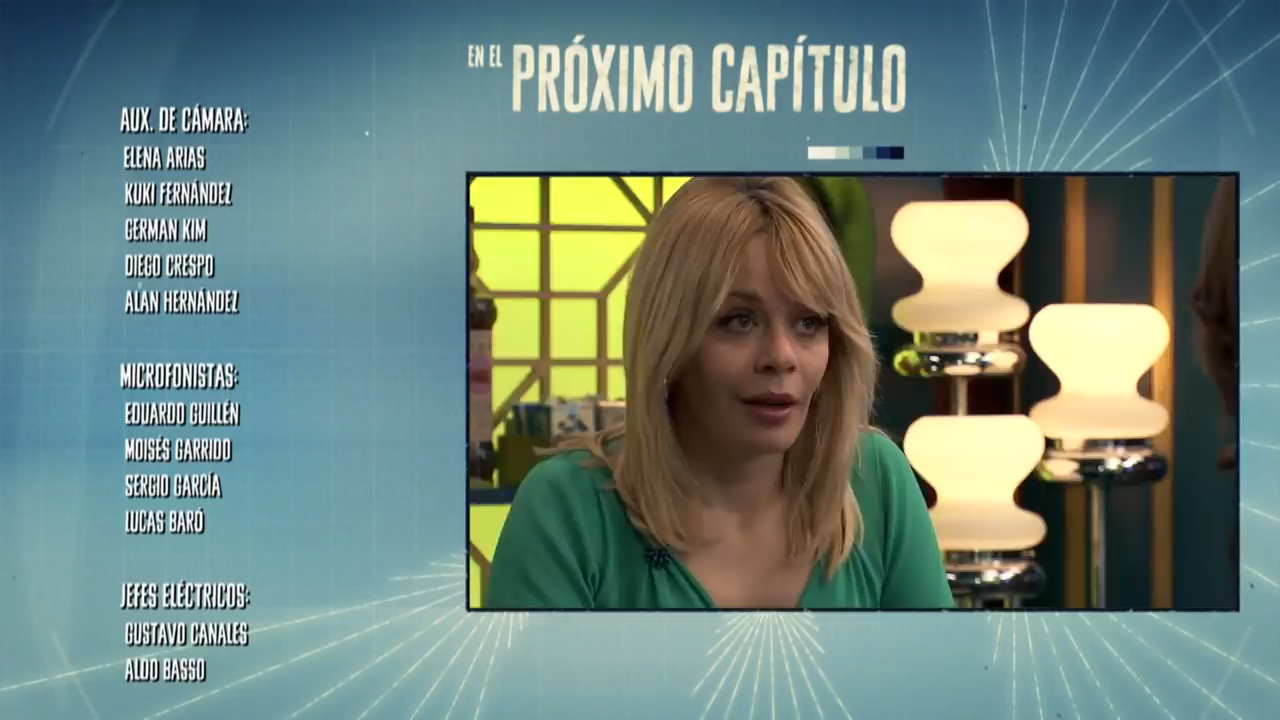 EN EL PRÓXIMO CAPÍTULO
AUX. DE CÁMARA:
ELENA ARIAS
KUKI FERNÁNDEZ
GERMAN KIM
DIEGO CRESPO
ALAN HERNÁNDEZ
MICROFONISTAS:
EDUARDO GUILLÉN
MOISÉS GARRIDO
SERGIO GARCÍA
LUCAS BARÓ
JEFES ELÉCTRICOS:
GUSTAVO CANALES
ALDO BASSO